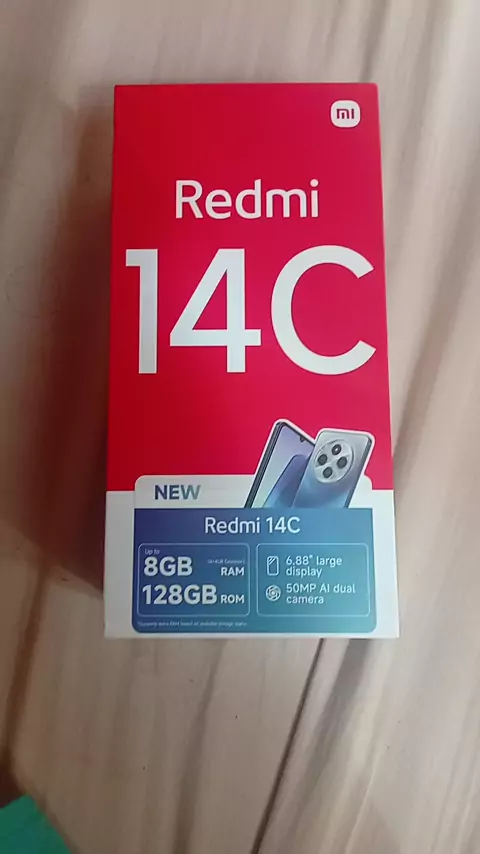 mi
Redmi
14C
NEW
Redmi 14C
Up to
8GB RAM
128GB ROM
6.88" large
display
50MP AI dual
camera